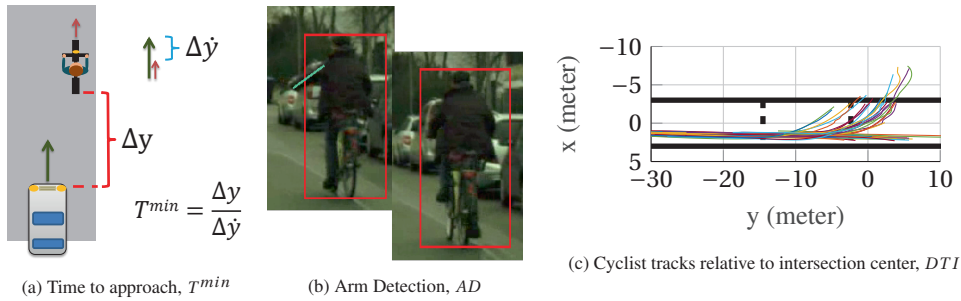 Δẏ
Δy
T^min = Δy / Δẏ
(a) Time to approach, T^min
(b) Arm Detection, AD
−10
−5
0
5
x (meter)
−30 −20 −10 0 10
y (meter)
(c) Cyclist tracks relative to intersection center, DTI